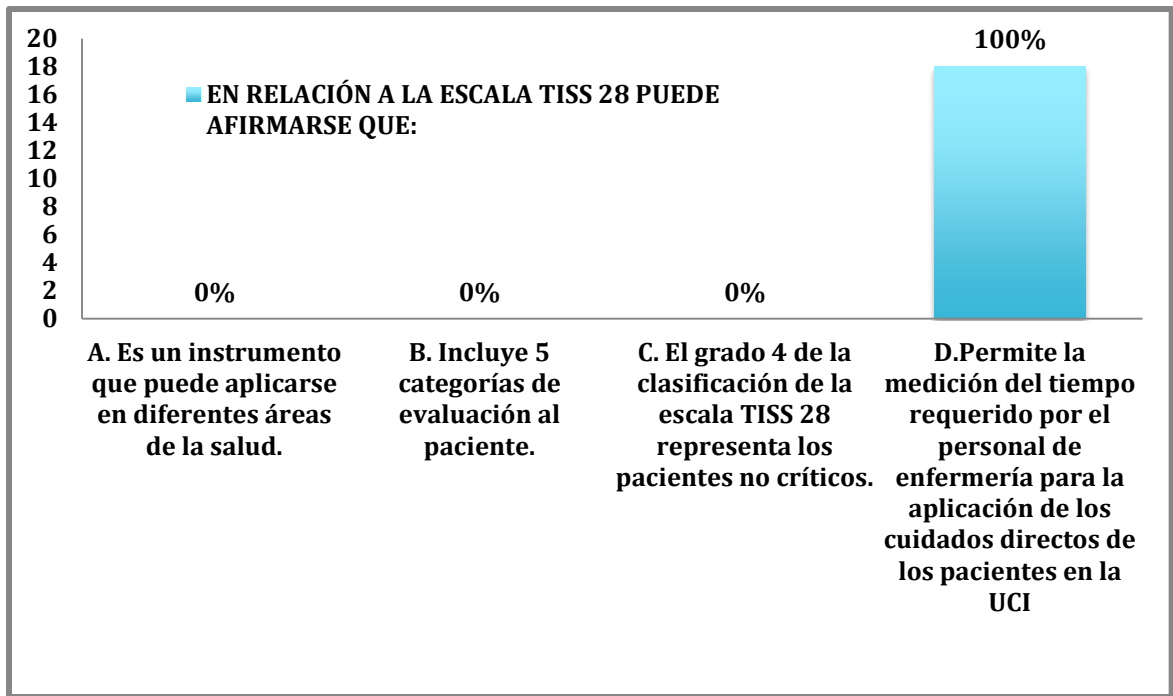 20
18
16
14
12
10
8
6
4
2
0
EN RELACIÓN A LA ESCALA TISS 28 PUEDE
AFIRMARSE QUE:
0%
0%
0%
100%
A. Es un instrumento
que puede aplicarse
en diferentes áreas
de la salud.
B. Incluye 5
categorías de
evaluación al
paciente.
C. El grado 4 de la
clasificación de la
escala TISS 28
representa los
pacientes no críticos.
D.Permite la
medición del tiempo
requerido por el
personal de
enfermería para la
aplicación de los
cuidados directos de
los pacientes en la
UCI